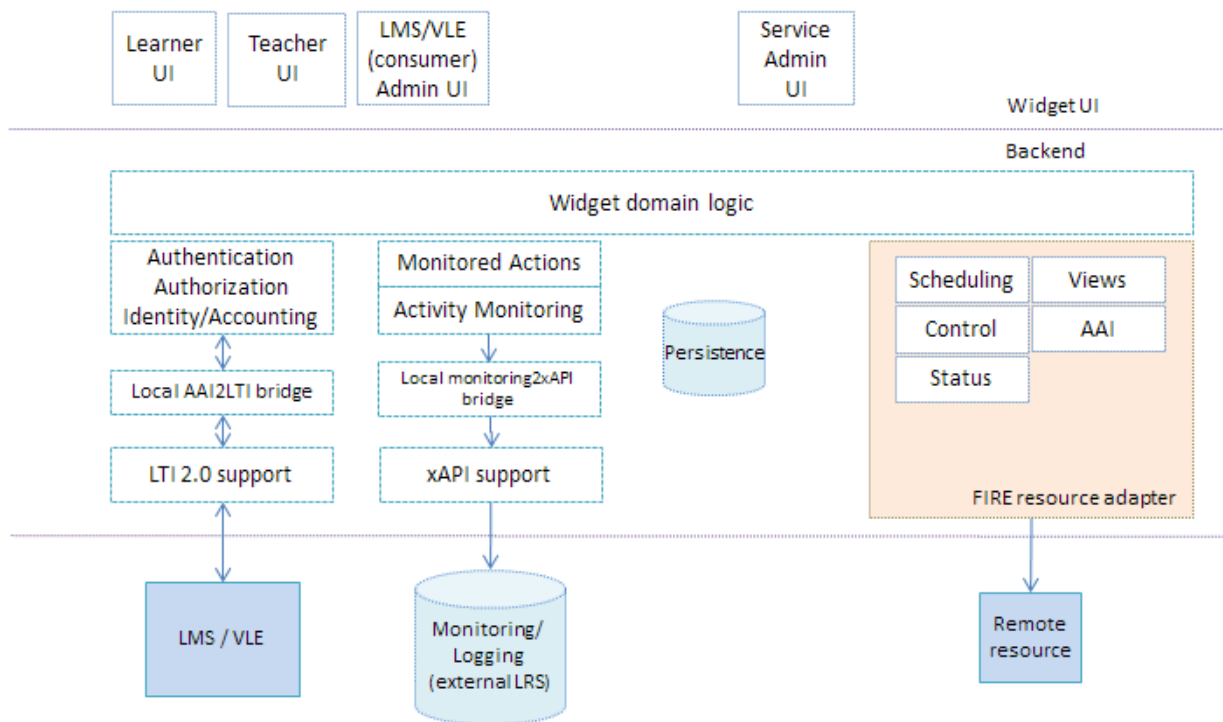 Learner
UI
Teacher
UI
LMS/VLE
(consumer)
Admin UI
Service
Admin
UI
Widget UI
Backend
Widget domain logic
Authentication
Authorization
Identity/Accounting
Monitored Actions
Activity Monitoring
Persistence
Scheduling
Views
Control
AAI
Status
Local AAI2LTI bridge
Local monitoring2xAPI
bridge
LTI 2.0 support
xAPI support
FIRE resource adapter
LMS / VLE
Monitoring/
Logging
(external LRS)
Remote
resource